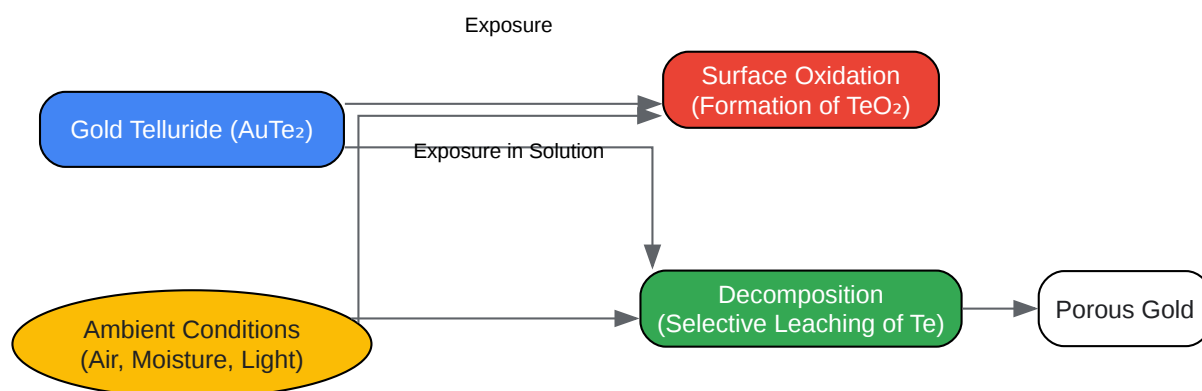 Exposure
Surface Oxidation
(Formation of TeO₂)
Gold Telluride (AuTe₂)
Exposure in Solution
Decomposition
(Selective Leaching of Te)
Porous Gold
Ambient Conditions
(Air, Moisture, Light)